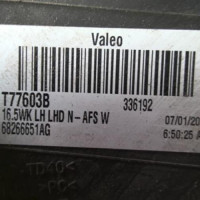 Valeo
T77603B
336192
16.5WK LH LHD N-AFS W
07/01/20
68266651AG
6:50:25 A